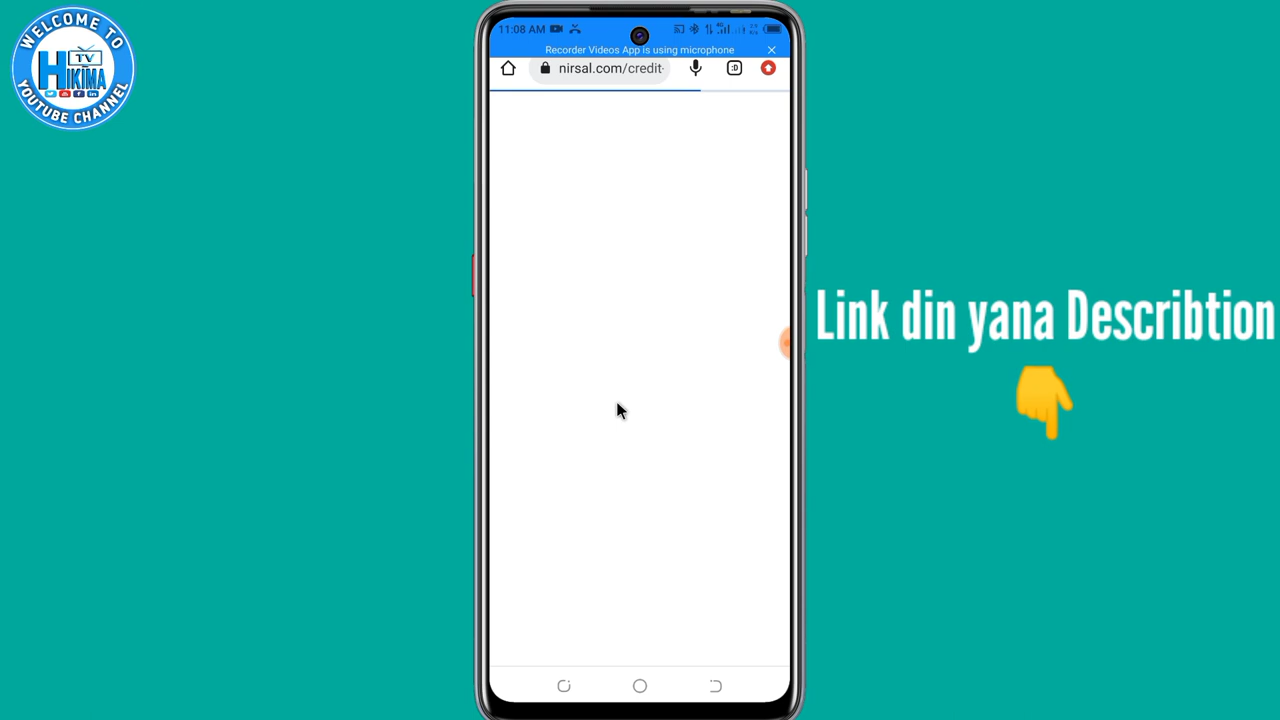 WELCOME TO
TV
HIKIMA
YOUTUBE CHANNEL
11:08 AM
Recorder Videos App is using microphone
nirsal.com/credit-
:D
Link din yana Describtion